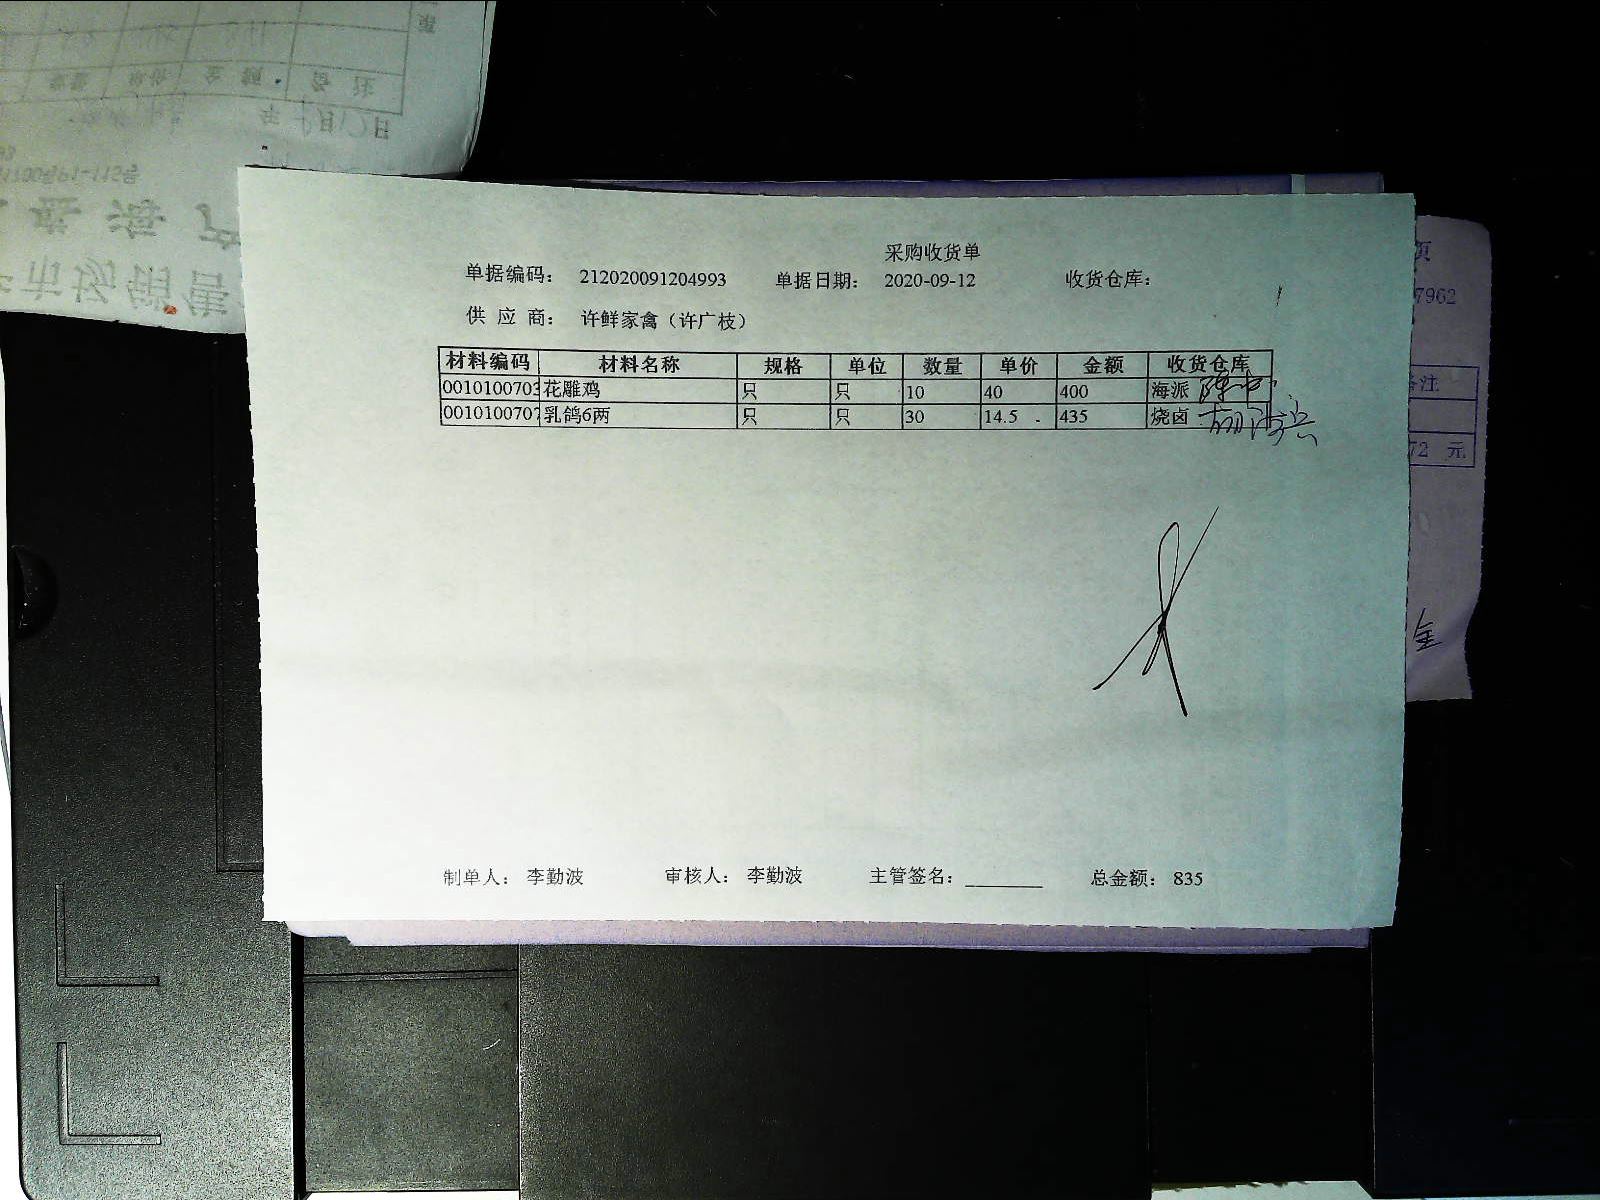 采购收货单
单据编码： 212020091204993 单据日期： 2020-09-12 收货仓库：
供 应 商： 许鲜家禽（许广枝）
材料编码 材料名称 规格 单位 数量 单价 金额 收货仓库
0010100703 花雕鸡 只 只 10 40 400 海派
0010100707 乳鸽6两 只 只 30 14.5 435 烧卤
制单人： 李勤波 审核人： 李勤波 主管签名： 总金额： 835
7962
72 元